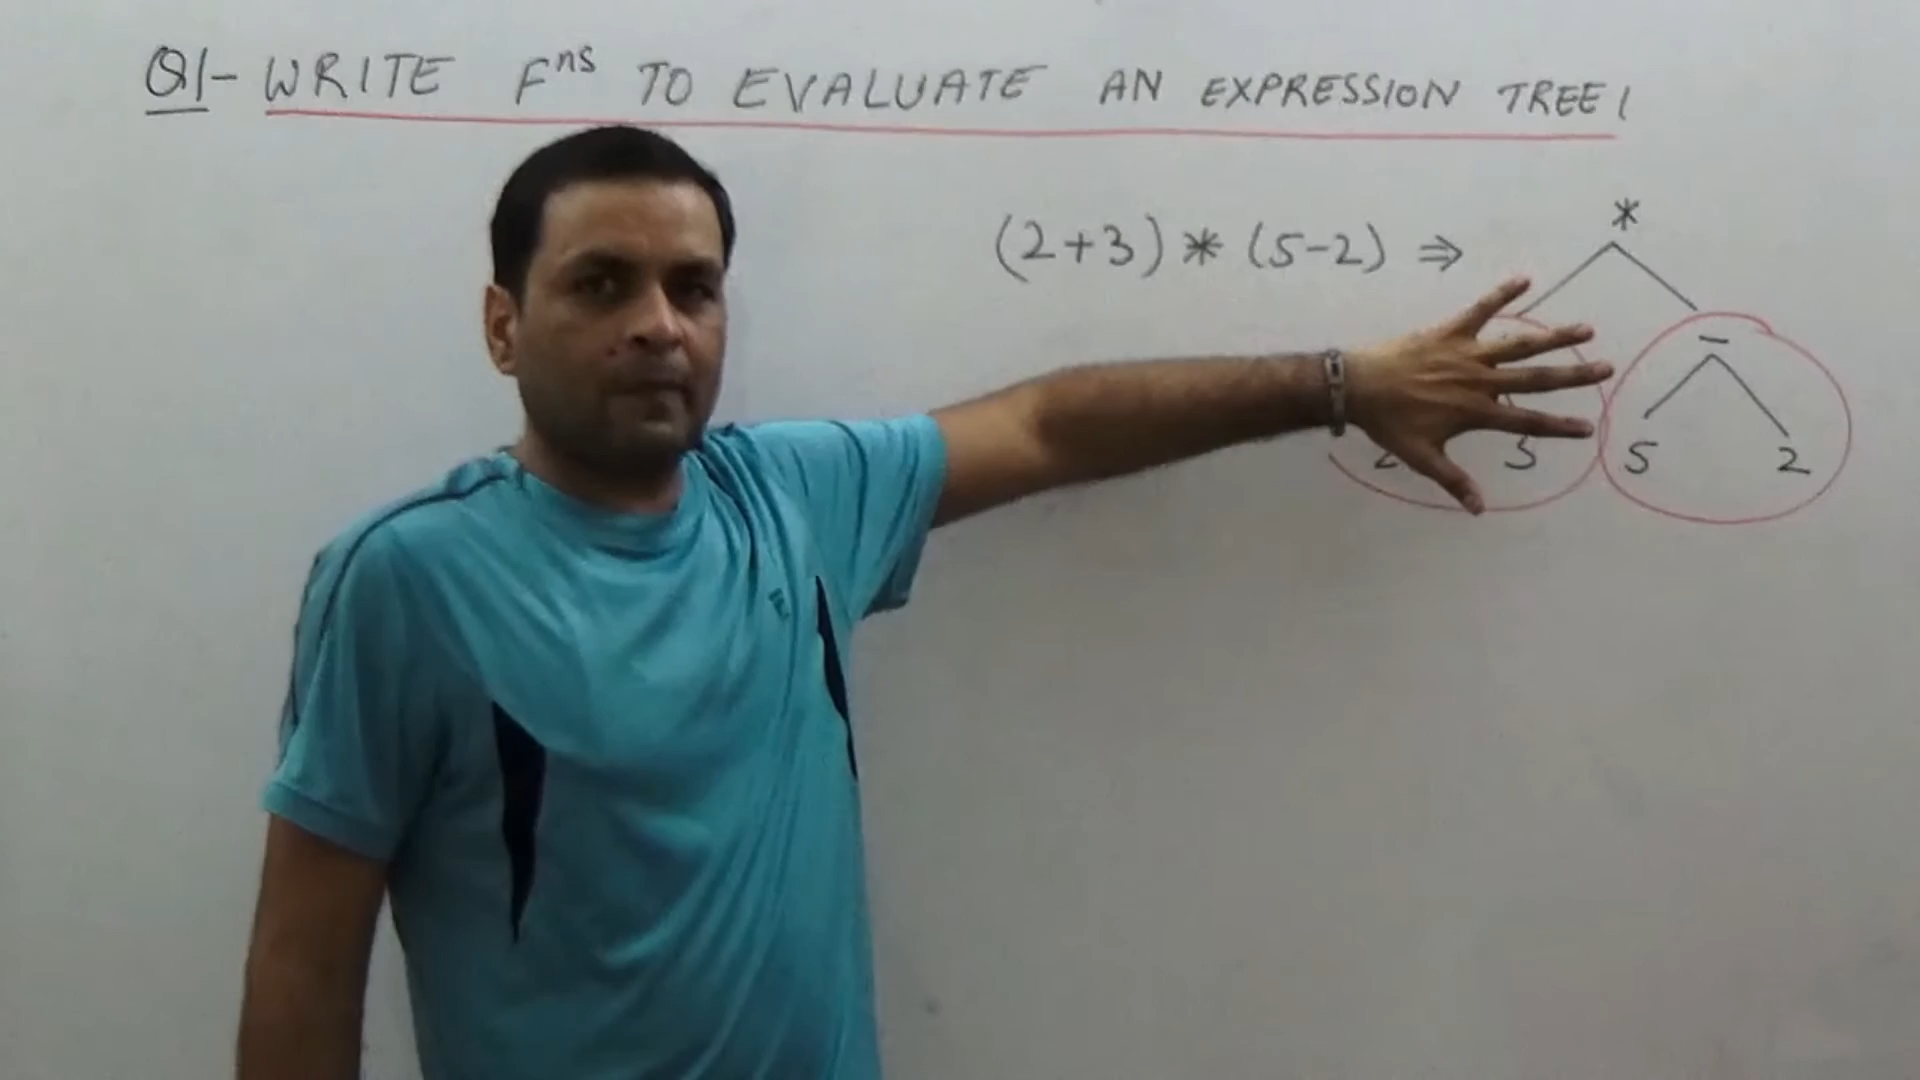 Q1- WRITE Fns TO EVALUATE AN EXPRESSION TREE!
(2+3) * (5-2) ⇒
*
-
2 3 5 2